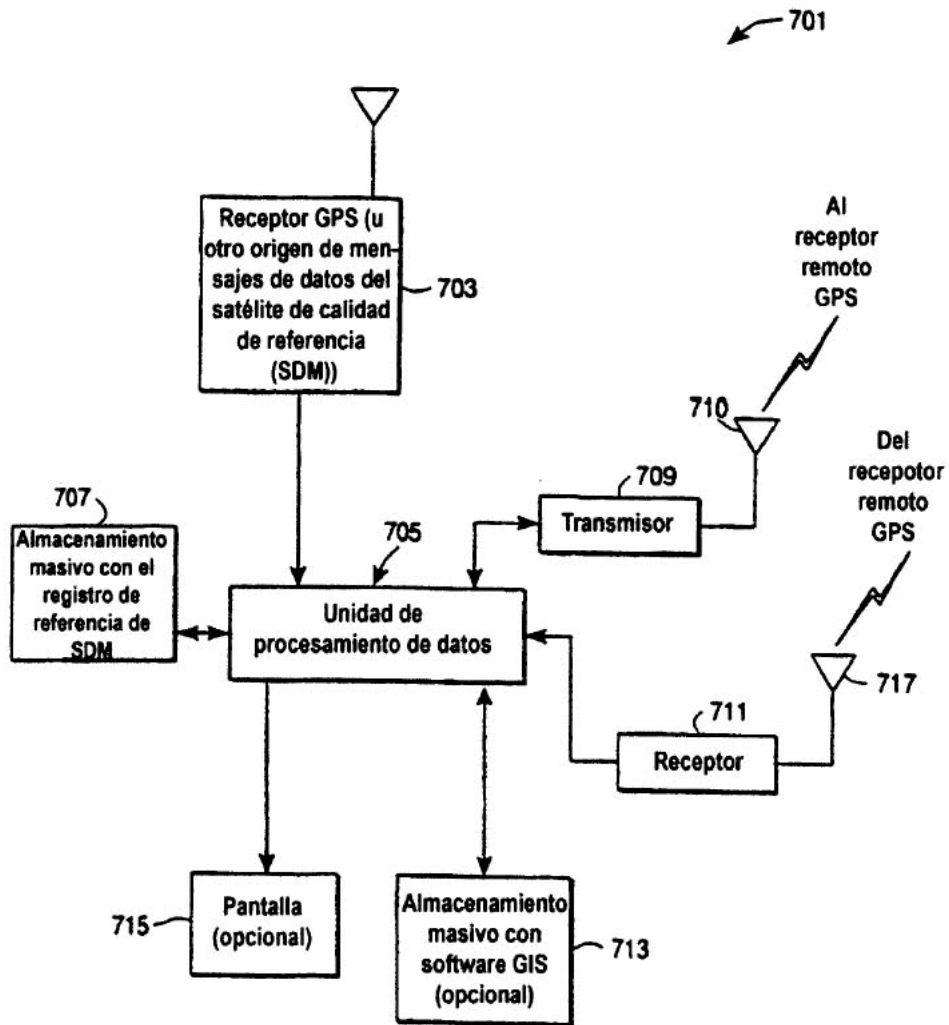 701
Receptor GPS (u
otro origen de men-
sajes de datos del
satélite de calidad
de referencia
(SDM))
703
Al
receptor
remoto
GPS
710
Del
recepotor
remoto
GPS
709
Transmisor
707
Almacenamiento
masivo con el
registro de
referencia de
SDM
705
Unidad de
procesamiento de datos
717
711
Receptor
715
Pantalla
(opcional)
Almacenamiento
masivo con
software GIS
(opcional)
713